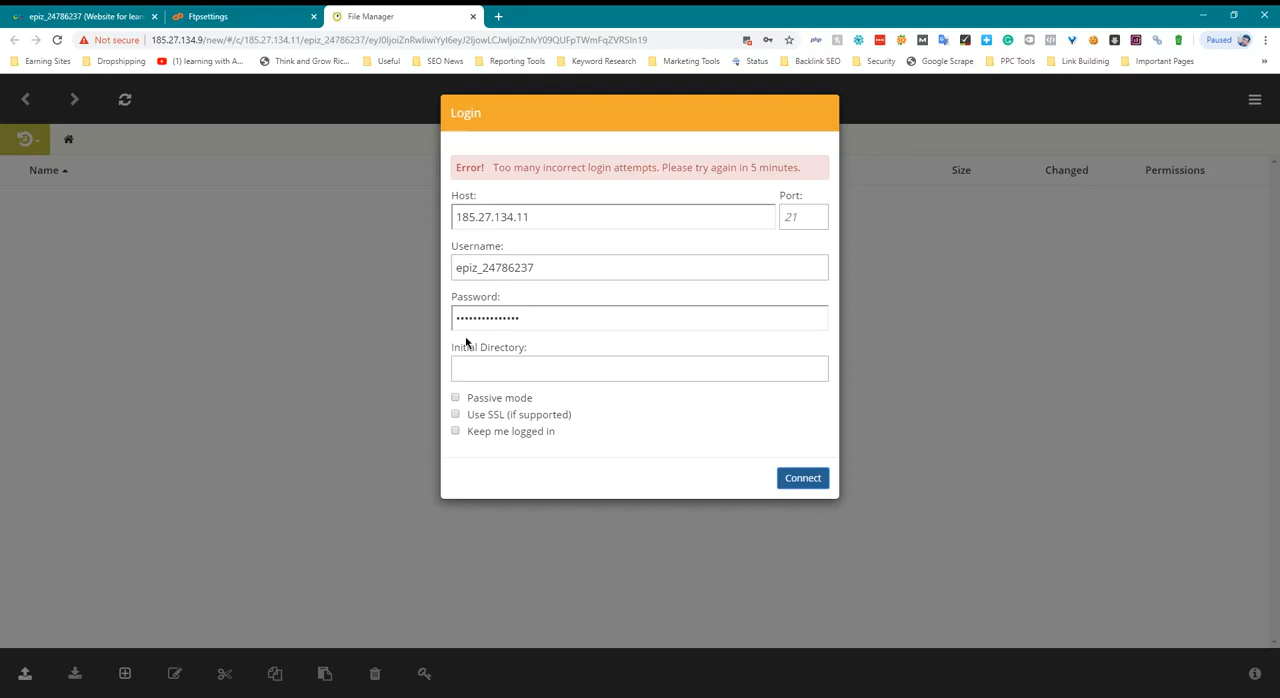 epiz_24786237 (Website for lear
Ftpsettings
File Manager
Not secure
185.27.134.9/new/#/c/185.27.134.11/epiz_24786237/
Paused
Earning Sites
Dropshipping
(1) learning with A...
Think and Grow Ric...
Useful
SEO News
Reporting Tools
Keyword Research
Marketing Tools
Status
Backlink SEO
Security
Google Scrape
PPC Tools
Link Buildinig
Important Pages
»
Login
Error! Too many incorrect login attempts. Please try again in 5 minutes.
Name
Size
Changed
Permissions
Host:
Port:
185.27.134.11
21
Username:
epiz_24786237
Password:
•••••••••••••••
Initial Directory:
Passive mode
Use SSL (if supported)
Keep me logged in
Connect